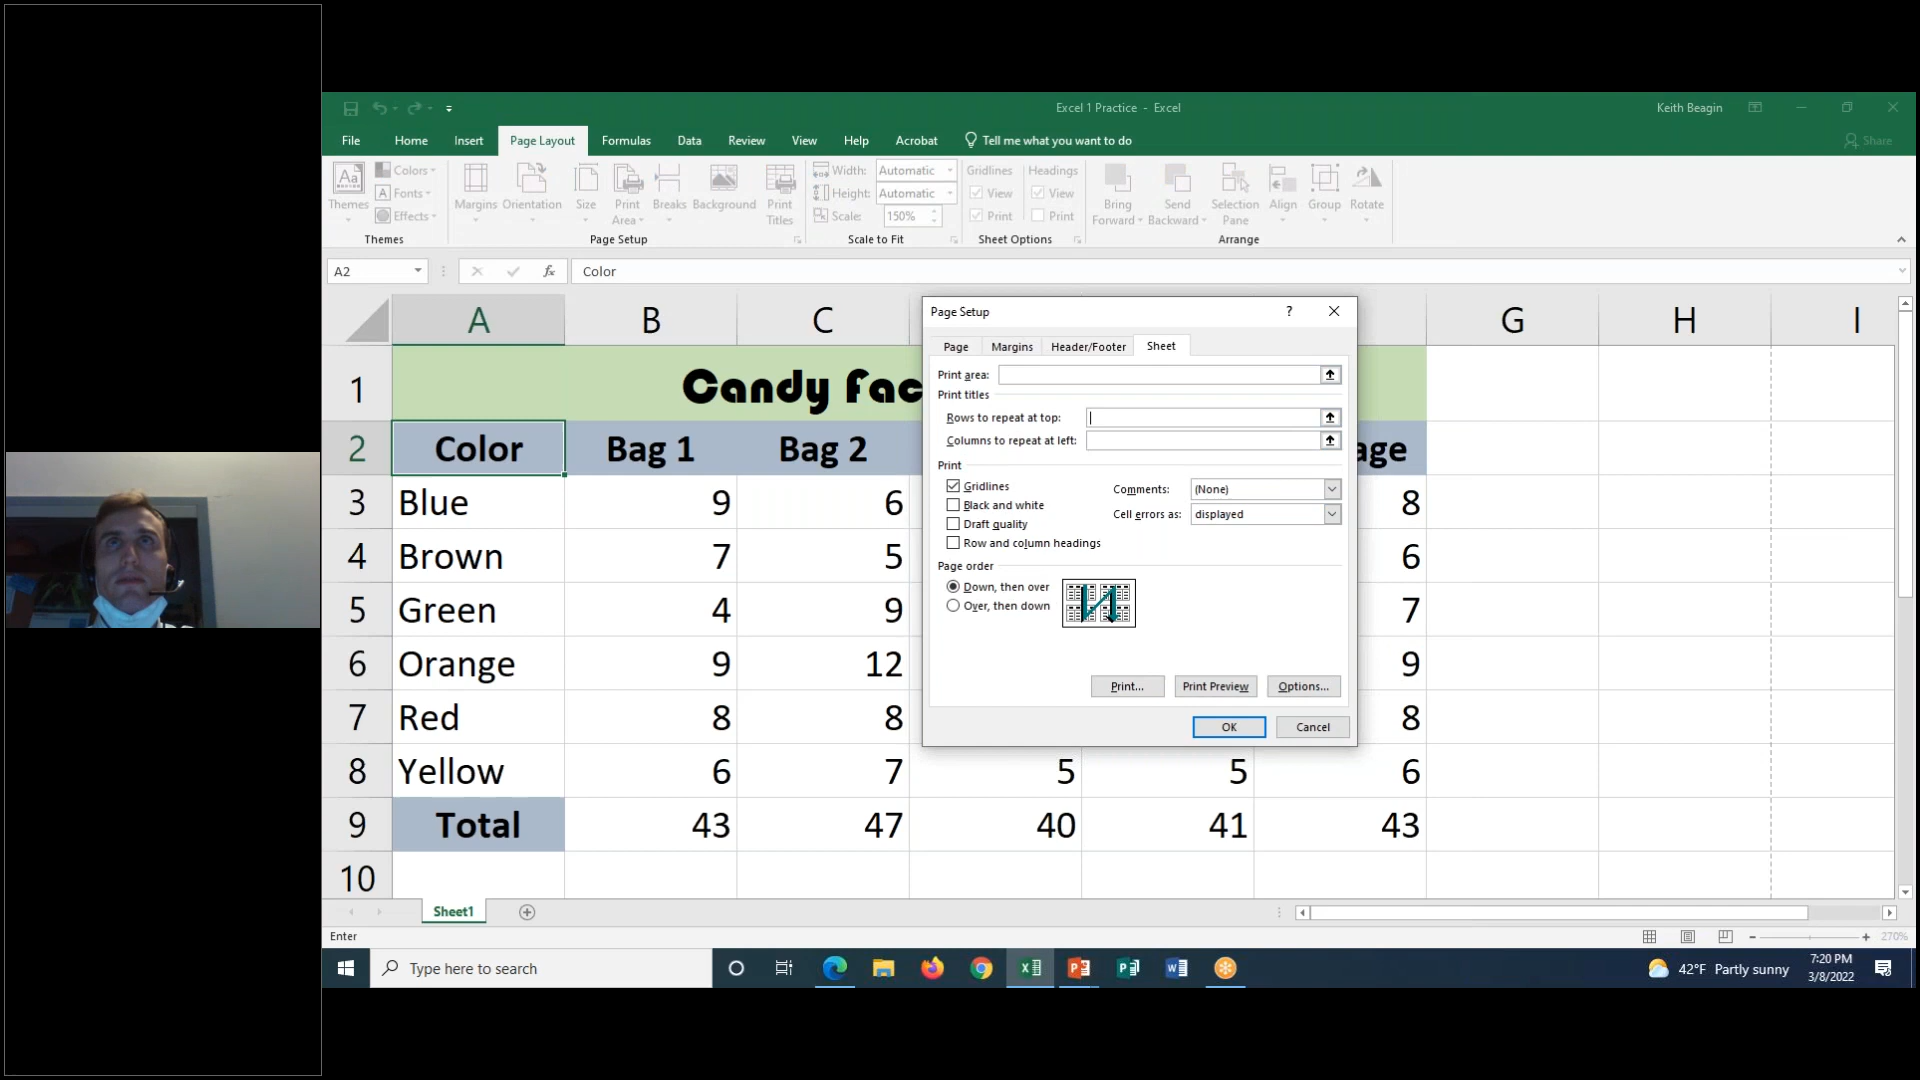 Excel 1 Practice - Excel
Keith Beagin
File Home Insert Page Layout Formulas Data Review View Help Acrobat Tell me what you want to do Share
Aa
Themes
Colors
A Fonts
Effects
Themes
Margins Orientation Size Print Area Breaks Background Print Titles
Page Setup
Width: Automatic
Height: Automatic
Scale: 150%
Scale to Fit
Gridlines Headings
View View
Print Print
Sheet Options
Bring Forward Send Backward Selection Pane Align Group Rotate
Arrange
A2 fx Color
A B C G H I
1 Candy Fac
2 Color Bag 1 Bag 2 age
3 Blue 9 6 8
4 Brown 7 5 6
5 Green 4 9 7
6 Orange 9 12 9
7 Red 8 8 8
8 Yellow 6 7 5 5 6
9 Total 43 47 40 41 43
10
Page Setup ?
Page Margins Header/Footer Sheet
Print area:
Print titles
Rows to repeat at top:
Columns to repeat at left:
Print
Gridlines
Black and white
Draft quality
Row and column headings
Comments: (None)
Cell errors as: displayed
Page order
Down, then over
Over, then down
Print... Print Preview Options...
OK Cancel
Sheet1
Enter
270%
Type here to search
42°F Partly sunny
7:20 PM
3/8/2022